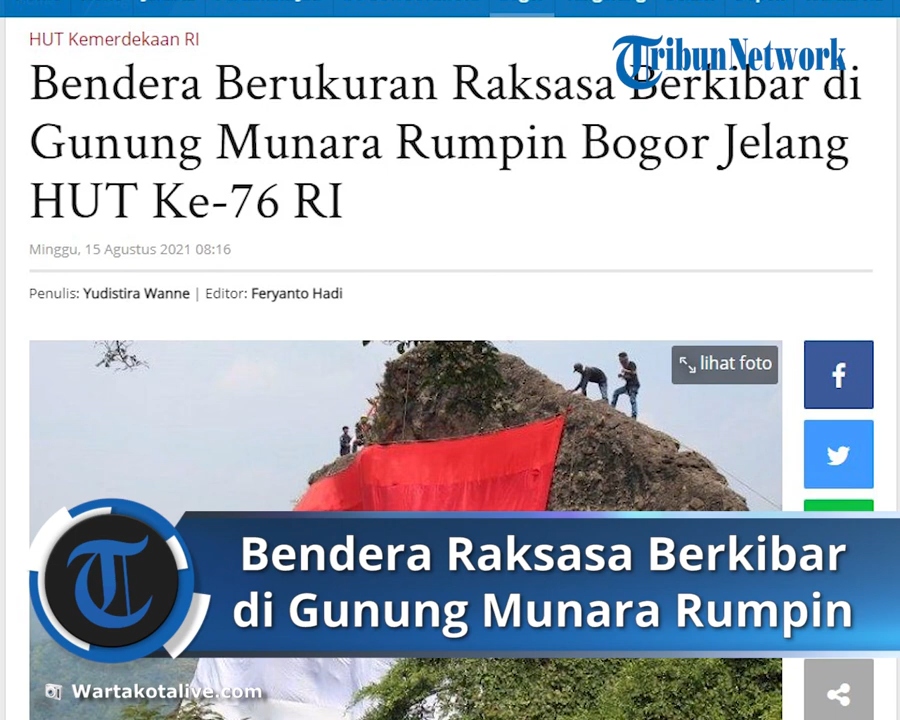 HUT Kemerdekaan RI
TribunNetwork
Bendera Berukuran Raksasa Berkibar di
Gunung Munara Rumpin Bogor Jelang
HUT Ke-76 RI
Minggu, 15 Agustus 2021 08:16
Penulis: Yudistira Wanne | Editor: Feryanto Hadi
lihat foto
Bendera Raksasa Berkibar
di Gunung Munara Rumpin
Wartakotalive.com